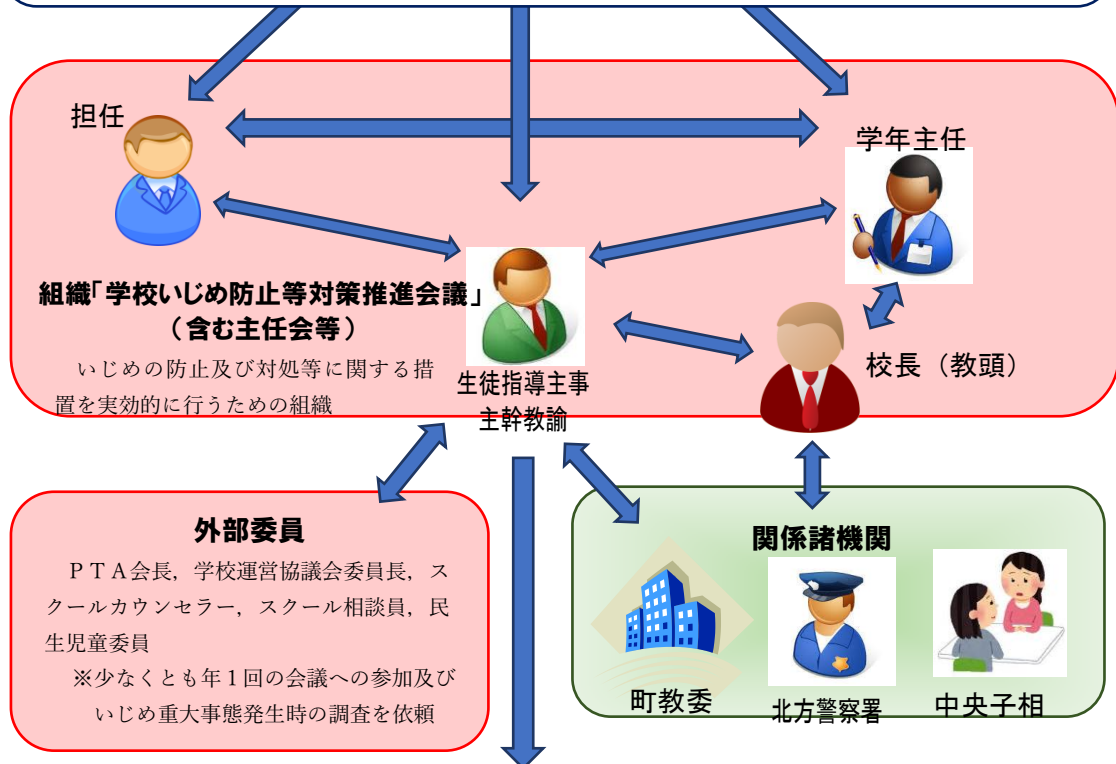 担任
学年主任
組織「学校いじめ防止等対策推進会議」
（含む主任会等）
いじめの防止及び対処等に関する措
置を実効的に行うための組織
生徒指導主事
主幹教諭
校長（教頭）
外部委員
ＰＴＡ会長，学校運営協議会委員長，ス
クールカウンセラー，スクール相談員，民
生児童委員
※少なくとも年１回の会議への参加及び
いじめ重大事態発生時の調査を依頼
関係諸機関
町教委
北方警察署
中央子相